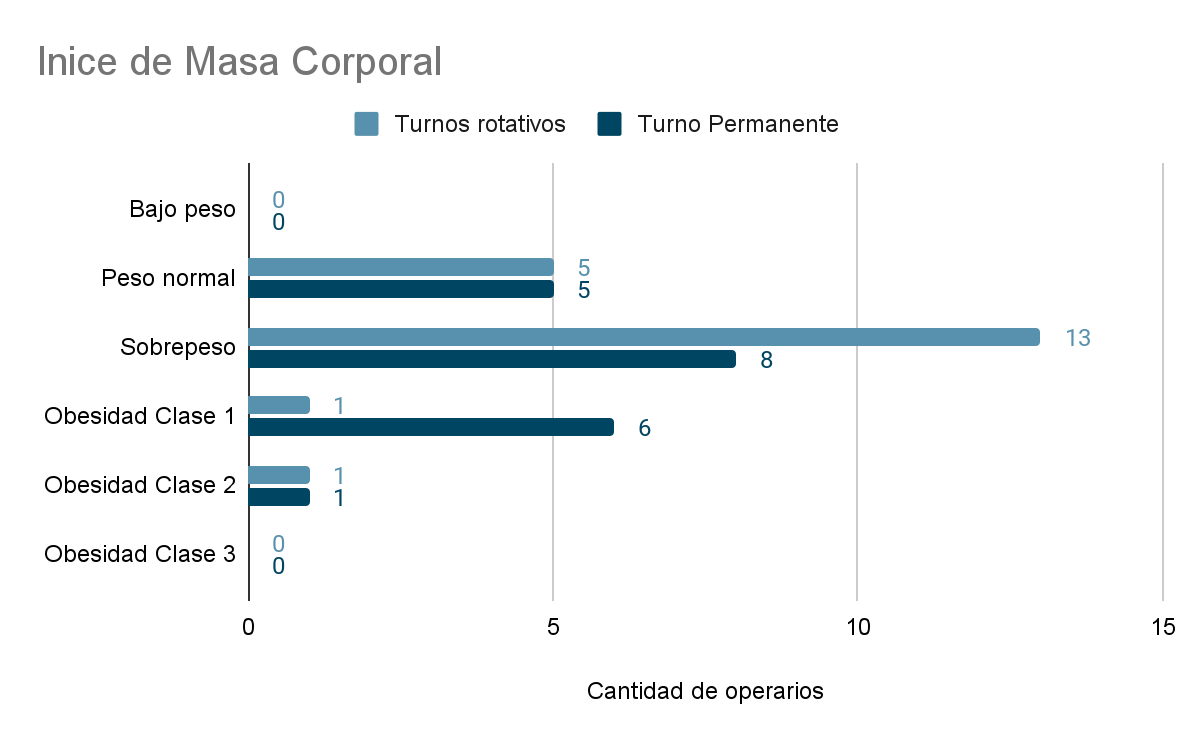 Inice de Masa Corporal
Turnos rotativos Turno Permanente
Bajo peso 0
0
Peso normal 5
5
Sobrepeso 13
8
Obesidad Clase 1 1
6
Obesidad Clase 2 1
1
Obesidad Clase 3 0
0
0 5 10 15
Cantidad de operarios